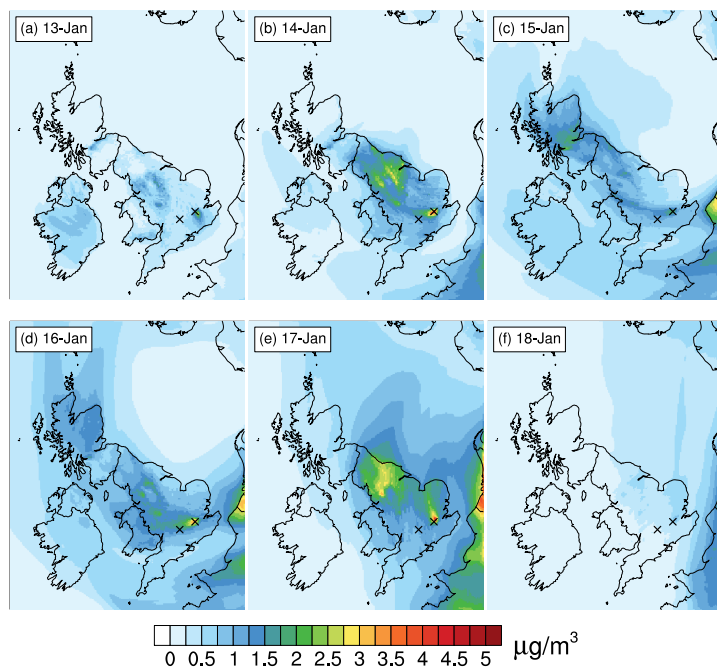 (a) 13-Jan (b) 14-Jan (c) 15-Jan
(d) 16-Jan (e) 17-Jan (f) 18-Jan
0 0.5 1 1.5 2 2.5 3 3.5 4 4.5 5 μg/m³